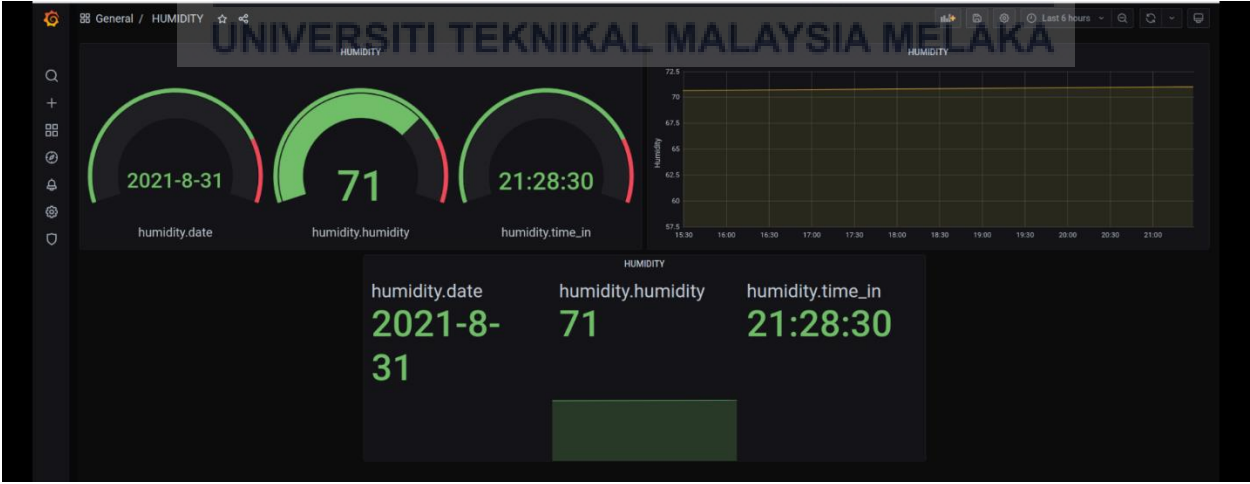 General / HUMIDITY
Last 6 hours
UNIVERSITI TEKNIKAL MALAYSIA MELAKA
HUMIDITY
2021-8-31
71
21:28:30
humidity.date
humidity.humidity
humidity.time_in
HUMIDITY
Humidity
72.5
70
67.5
65
62.5
60
57.5
15:30 16:00 16:30 17:00 17:30 18:00 18:30 19:00 19:30 20:00 20:30 21:00
HUMIDITY
humidity.date
2021-8-
31
humidity.humidity
71
humidity.time_in
21:28:30